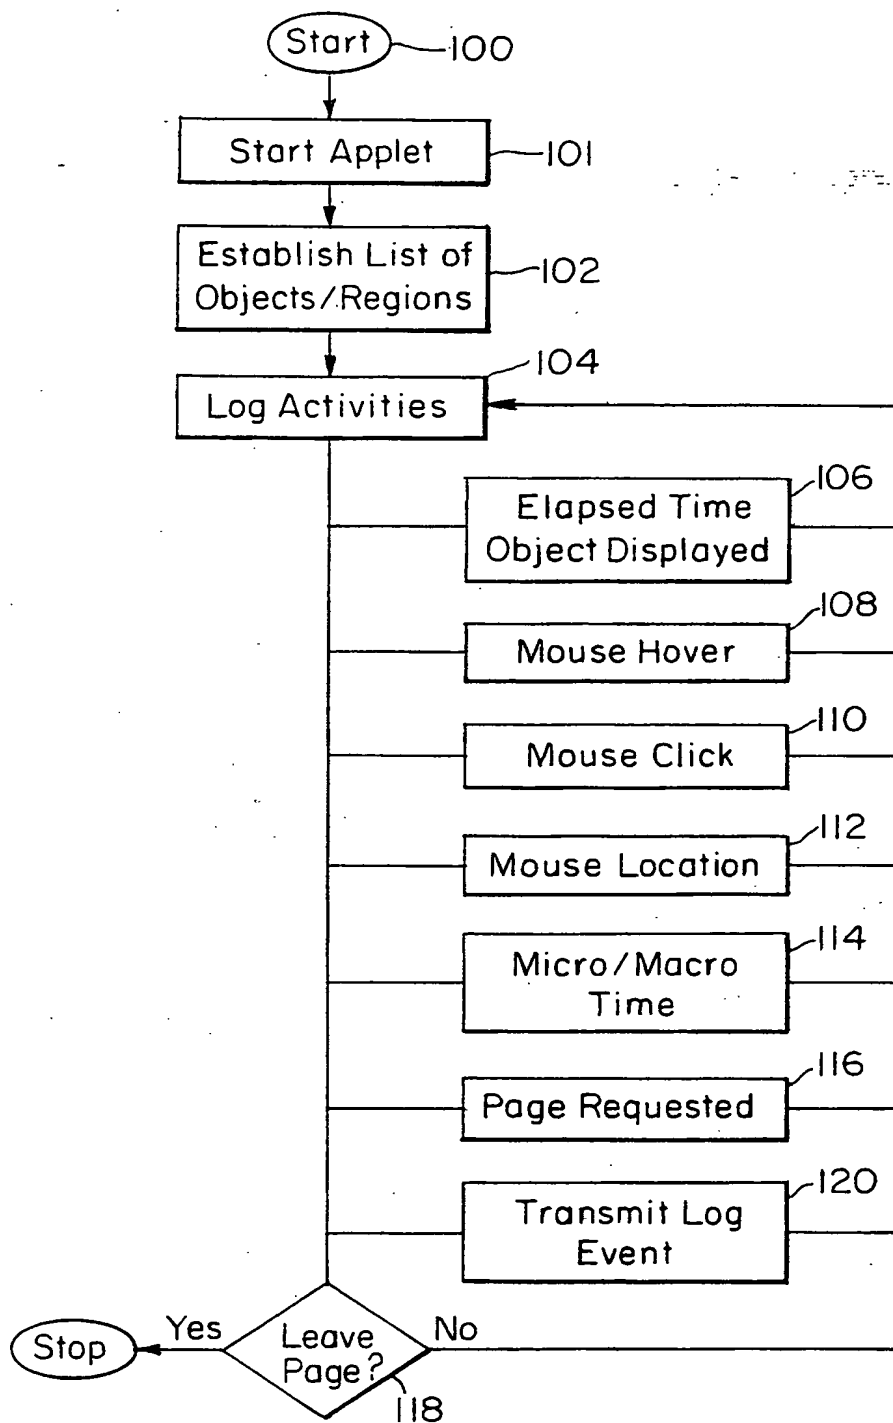 Start
100
Start Applet
101
Establish List of
Objects/Regions
102
104
Log Activities
106
Elapsed Time
Object Displayed
108
Mouse Hover
110
Mouse Click
112
Mouse Location
114
Micro/Macro
Time
116
Page Requested
120
Transmit Log
Event
Stop
Yes
Leave
Page?
No
118